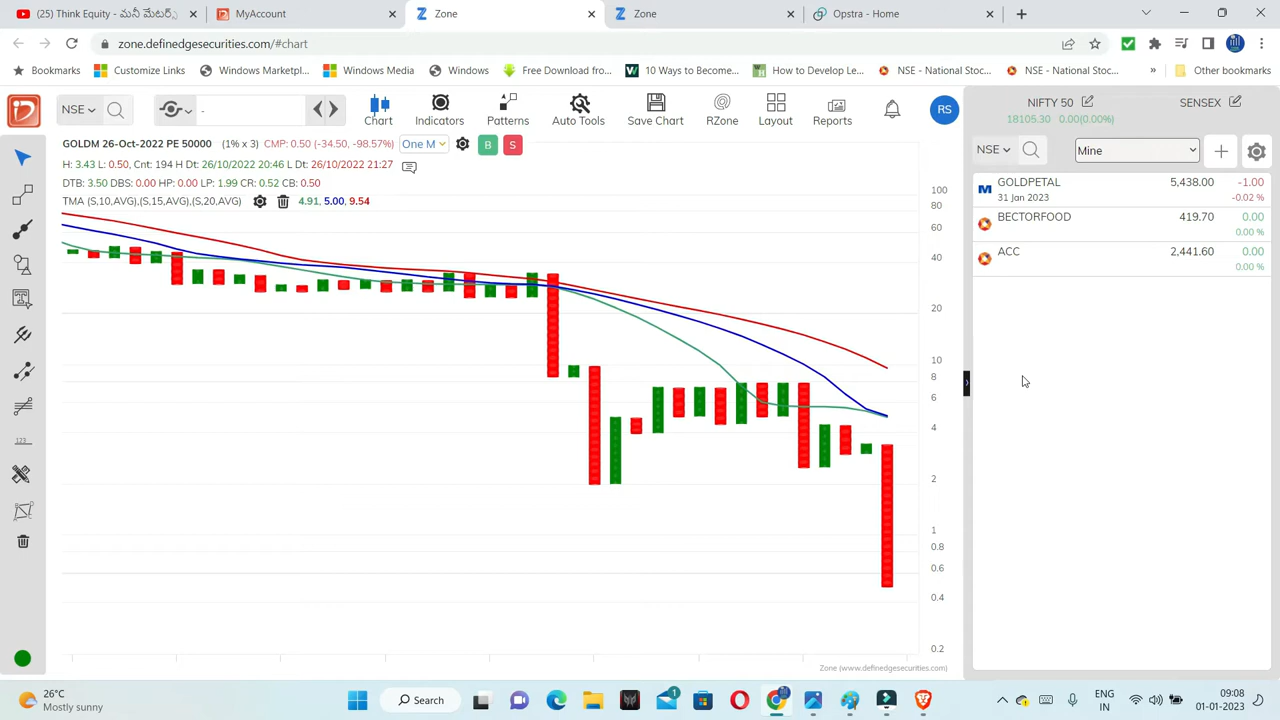 (25) Think Equity - మనీ మేటర్స్
MyAccount
Zone
Zone
Opstra - Home
zone.definedgesecurities.com/#chart
Bookmarks
Customize Links
Windows Marketpl...
Windows Media
Windows
Free Download fro...
10 Ways to Become...
How to Develop Le...
NSE - National Stoc...
NSE - National Stoc...
»
Other bookmarks
NSE
-
Chart
Indicators
Patterns
Auto Tools
Save Chart
RZone
Layout
Reports
RS
NIFTY 50
18105.30 0.00(0.00%)
SENSEX
GOLDM 26-Oct-2022 PE 50000 (1% x 3) CMP: 0.50 (-34.50, -98.57%) One M B S
H: 3.43 L: 0.50, Cnt: 194 H Dt: 26/10/2022 20:46 L Dt: 26/10/2022 21:27
DTB: 3.50 DBS: 0.00 HP: 0.00 LP: 1.99 CR: 0.52 CB: 0.50
TMA (S,10,AVG),(S,15,AVG),(S,20,AVG) 4.91, 5.00, 9.54
NSE
Mine
GOLDPETAL 5,438.00 -1.00
31 Jan 2023 -0.02 %
BECTORFOOD 419.70 0.00
0.00 %
ACC 2,441.60 0.00
0.00 %
100
80
60
40
20
10
8
6
4
2
1
0.8
0.6
0.4
0.2
123
Zone (www.definedgesecurities.com)
26°C
Mostly sunny
Search
1
ENG
IN
09:08
01-01-2023